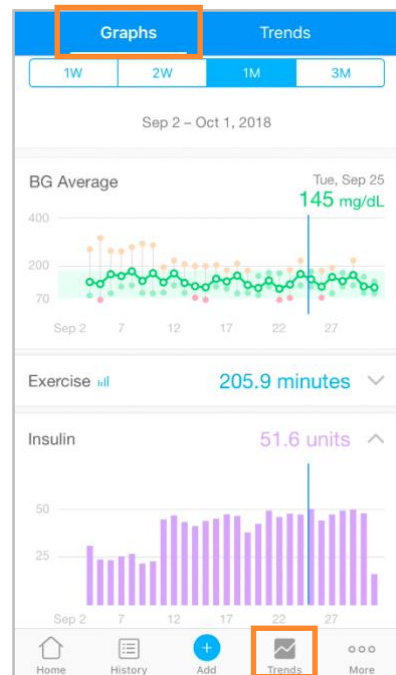 Graphs Trends
1W 2W 1M 3M
Sep 2 – Oct 1, 2018
BG Average Tue, Sep 25
145 mg/dL
400
200
70
Sep 2 7 12 17 22 27
Exercise 205.9 minutes
Insulin 51.6 units
50
25
Sep 2 7 12 17 22 27
Home History Add Trends More